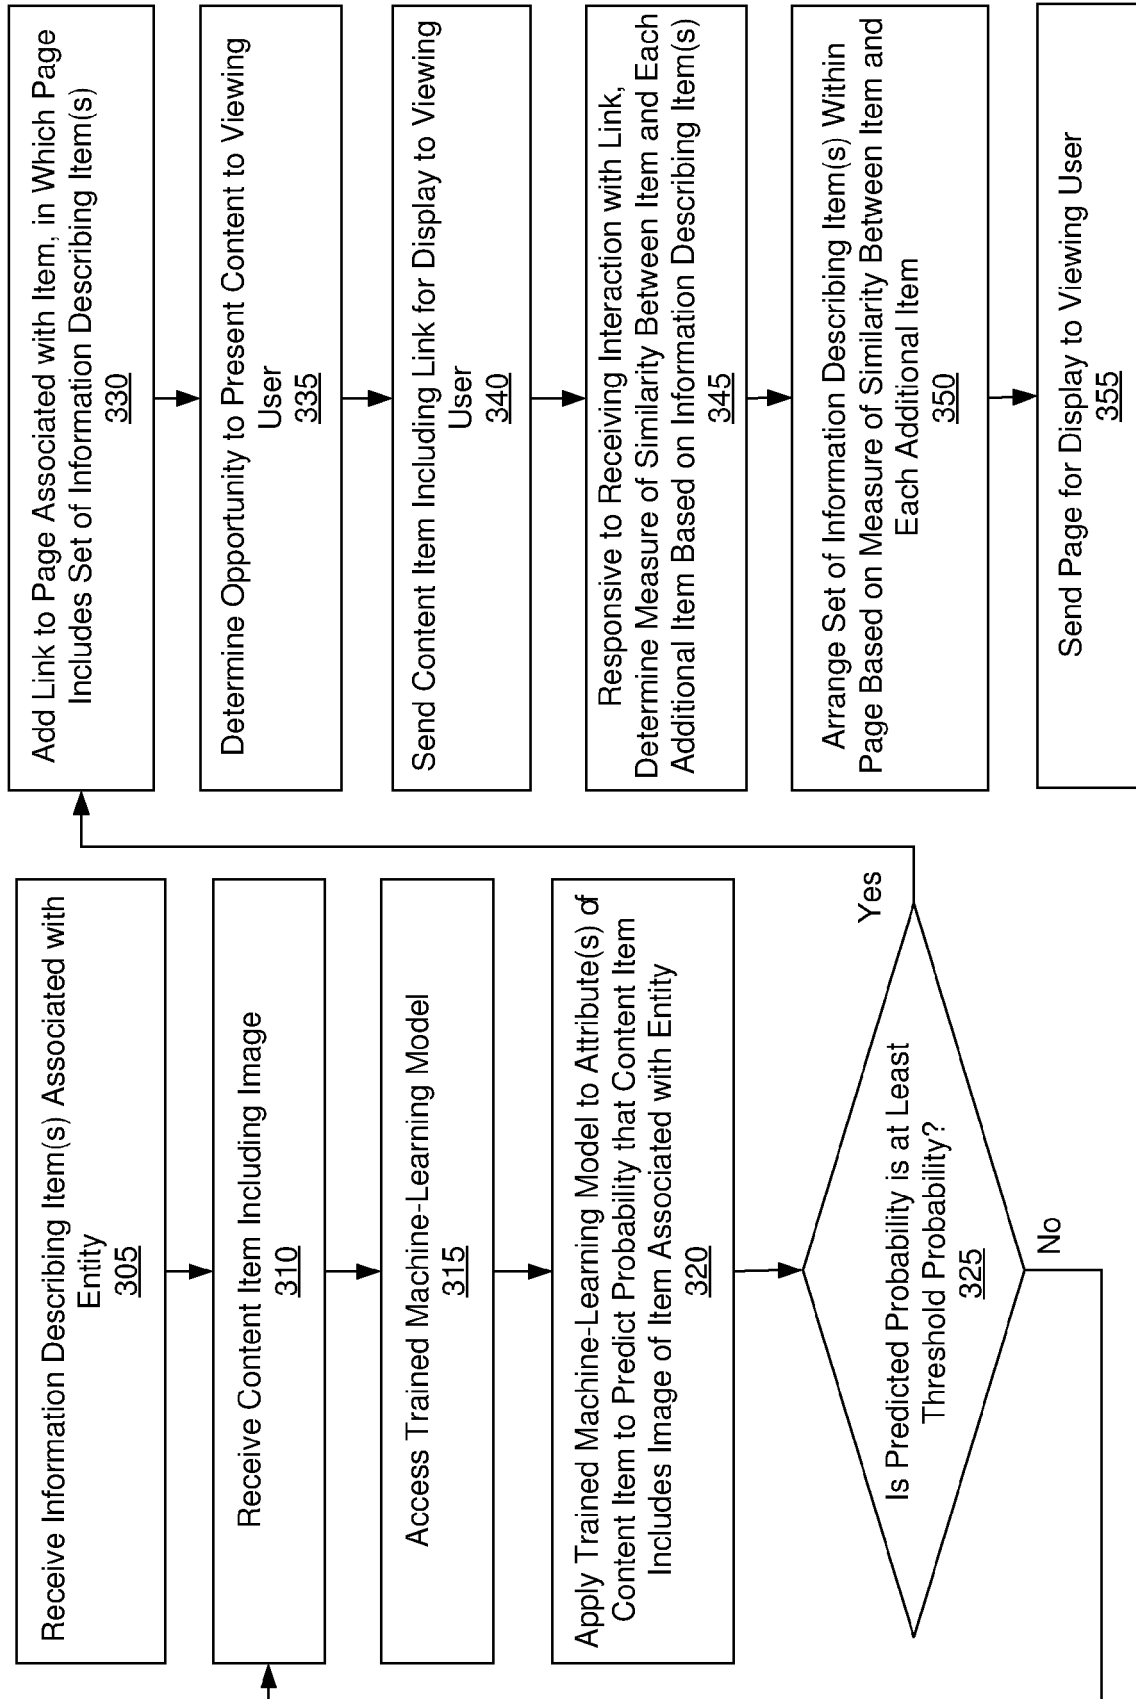 Receive Information Describing Item(s) Associated with
Entity
305
Receive Content Item Including Image
310
Access Trained Machine-Learning Model
315
Apply Trained Machine-Learning Model to Attribute(s) of
Content Item to Predict Probability that Content Item
Includes Image of Item Associated with Entity
320
Is Predicted Probability is at Least
Threshold Probability?
325
Yes
No
Add Link to Page Associated with Item, in Which Page
Includes Set of Information Describing Item(s)
330
Determine Opportunity to Present Content to Viewing
User
335
Send Content Item Including Link for Display to Viewing
User
340
Responsive to Receiving Interaction with Link,
Determine Measure of Similarity Between Item and Each
Additional Item Based on Information Describing Item(s)
345
Arrange Set of Information Describing Item(s) Within
Page Based on Measure of Similarity Between Item and
Each Additional Item
350
Send Page for Display to Viewing User
355